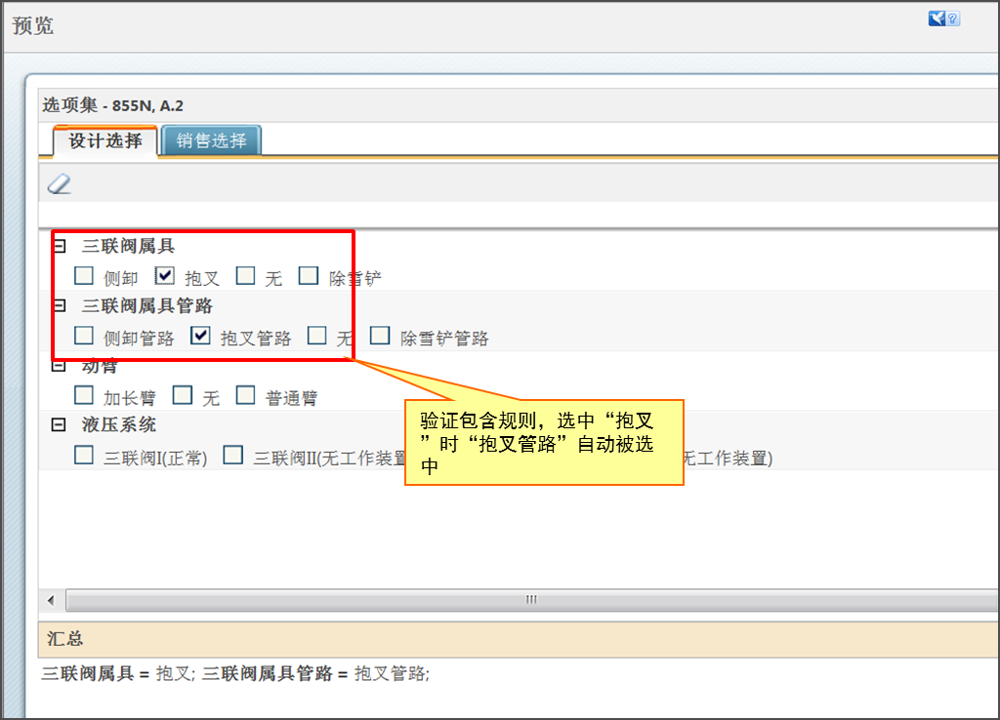 预览
选项集 - 855N, A.2
设计选择 销售选择
三联阀属具
侧卸 抱叉 无 除雪铲
三联阀属具管路
侧卸管路 抱叉管路 无 除雪铲管路
动臂
加长臂 无 普通臂
液压系统
三联阀I(正常) 三联阀II(无工作装置 无工作装置)
验证包含规则，选中“抱叉
”时“抱叉管路”自动被选
中
汇总
三联阀属具 = 抱叉; 三联阀属具管路 = 抱叉管路;